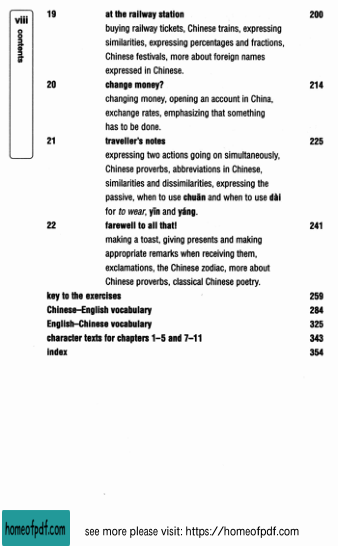 viii
contents
19 at the railway station 200
buying railway tickets, Chinese trains, expressing
similarities, expressing percentages and fractions,
Chinese festivals, more about foreign names
expressed in Chinese.
20 change money? 214
changing money, opening an account in China,
exchange rates, emphasizing that something
has to be done.
21 traveller's notes 225
expressing two actions going on simultaneously,
Chinese proverbs, abbreviations in Chinese,
similarities and dissimilarities, expressing the
passive, when to use chuān and when to use dài
for to wear, yīn and yáng.
22 farewell to all that! 241
making a toast, giving presents and making
appropriate remarks when receiving them,
exclamations, the Chinese zodiac, more about
Chinese proverbs, classical Chinese poetry.
key to the exercises 259
Chinese–English vocabulary 284
English–Chinese vocabulary 325
character texts for chapters 1–5 and 7–11 343
index 354
homeofpdf.com
see more please visit: https://homeofpdf.com